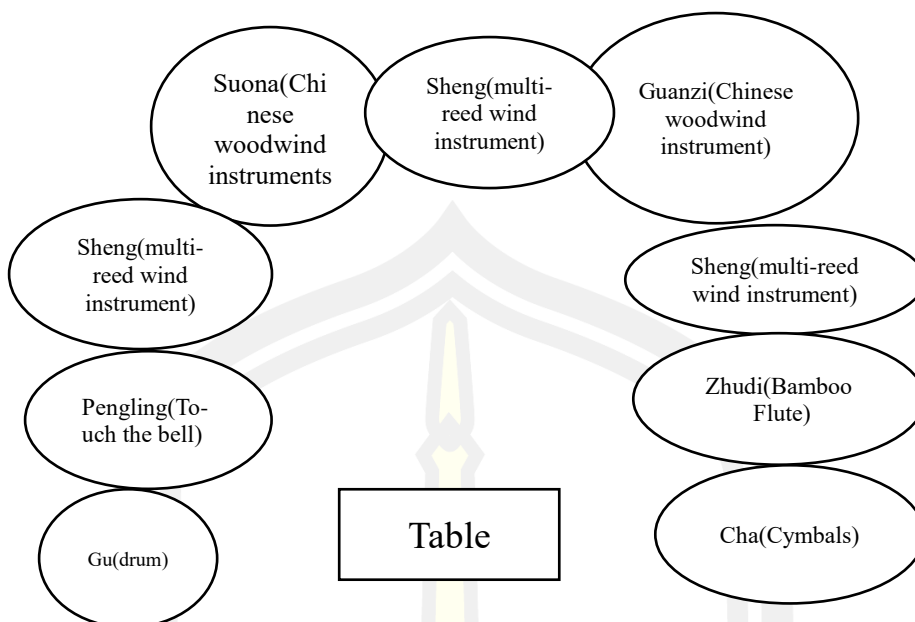 Suona(Chi
nese
woodwind
instruments
Sheng(multi-
reed wind
instrument)
Guanzi(Chinese
woodwind
instrument)
Sheng(multi-
reed wind
instrument)
Sheng(multi-reed
wind instrument)
Pengling(To-
uch the bell)
Zhudi(Bamboo
Flute)
Gu(drum)
Table
Cha(Cymbals)